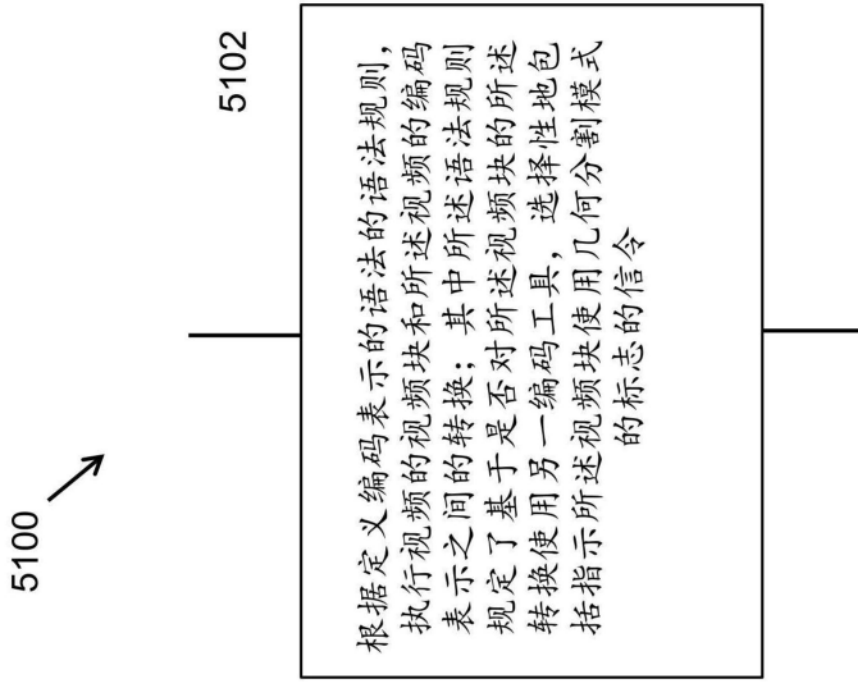 5100
5102
根据定义编码表示的语法的语法规则，
执行视频的视频块和所述视频的编码
表示之间的转换；其中所述语法规则
规定了基于是否对所述视频块的所述
转换使用另一编码工具，选择性地包
括指示所述视频块使用几何分割模式
的标志的信令